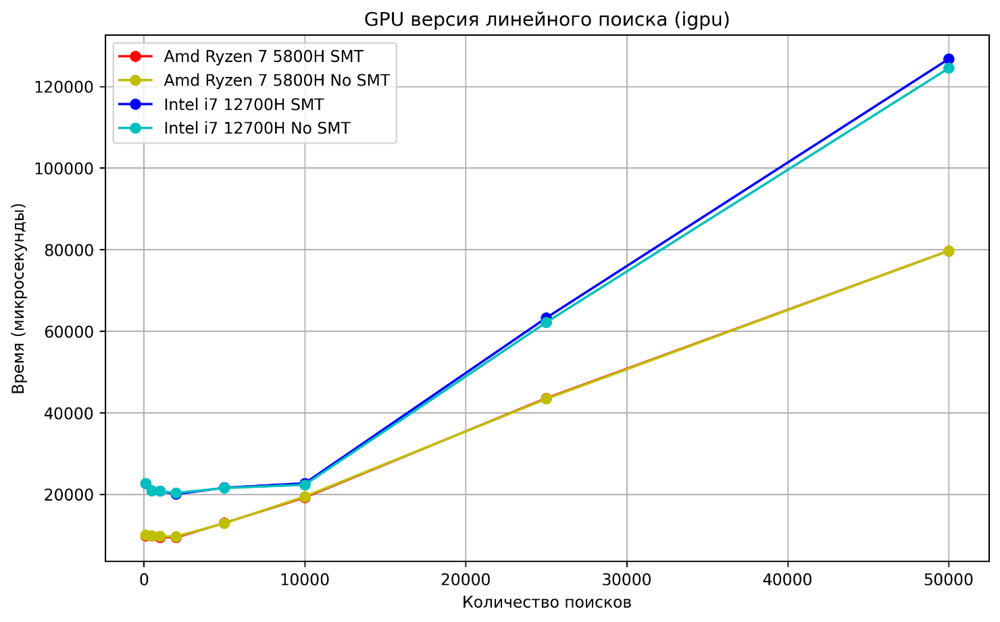 GPU версия линейного поиска (igpu)
Amd Ryzen 7 5800H SMT
Amd Ryzen 7 5800H No SMT
Intel i7 12700H SMT
Intel i7 12700H No SMT
Время (микросекунды)
120000
100000
80000
60000
40000
20000
0 10000 20000 30000 40000 50000
Количество поисков